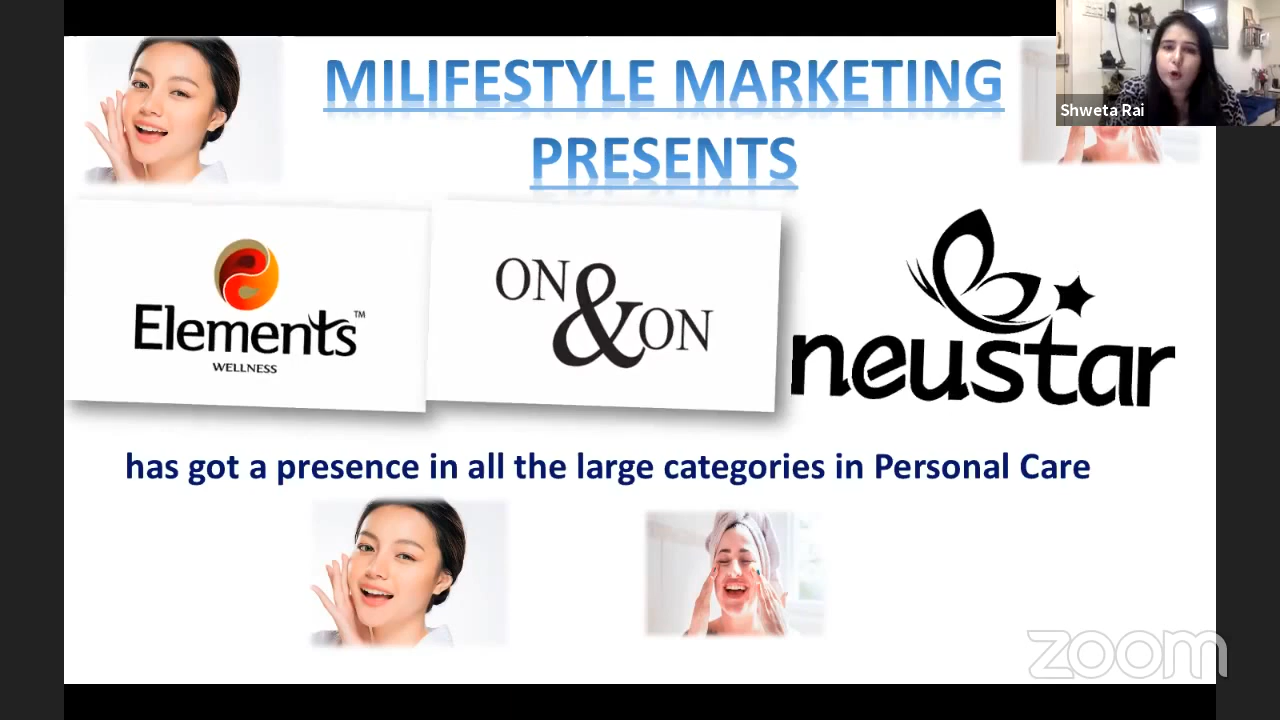 MILIFESTYLE MARKETING
PRESENTS
Shweta Rai
Elements™
WELLNESS
ON&ON
neustar
has got a presence in all the large categories in Personal Care
zoom